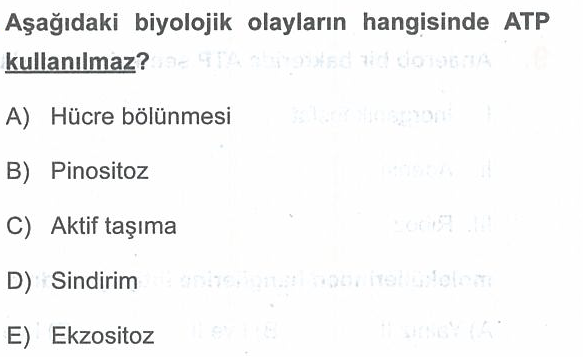 Aşağıdaki biyolojik olayların hangisinde ATP
kullanılmaz?
A) Hücre bölünmesi
B) Pinositoz
C) Aktif taşıma
D) Sindirim
E) Ekzositoz